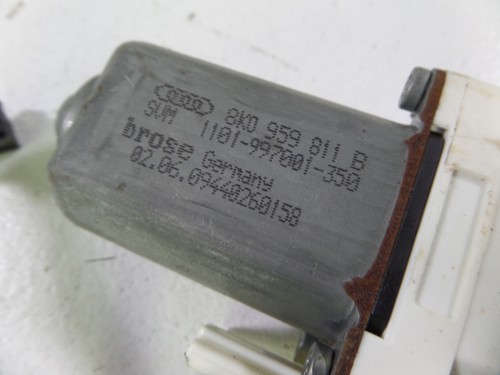 8K0 959 811 B
SVM 1101-997001-350
brose Germany
02.06.09440260158